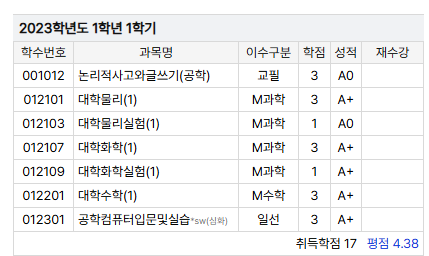 2023학년도 1학년 1학기
학수번호 과목명 이수구분 학점 성적 재수강
001012 논리적사고와글쓰기(공학) 교필 3 A0
012101 대학물리(1) M과학 3 A+
012103 대학물리실험(1) M과학 1 A0
012107 대학화학(1) M과학 3 A+
012109 대학화학실험(1) M과학 1 A+
012201 대학수학(1) M수학 3 A+
012301 공학컴퓨터입문및실습*sw(심화) 일선 3 A+
취득학점 17 평점 4.38